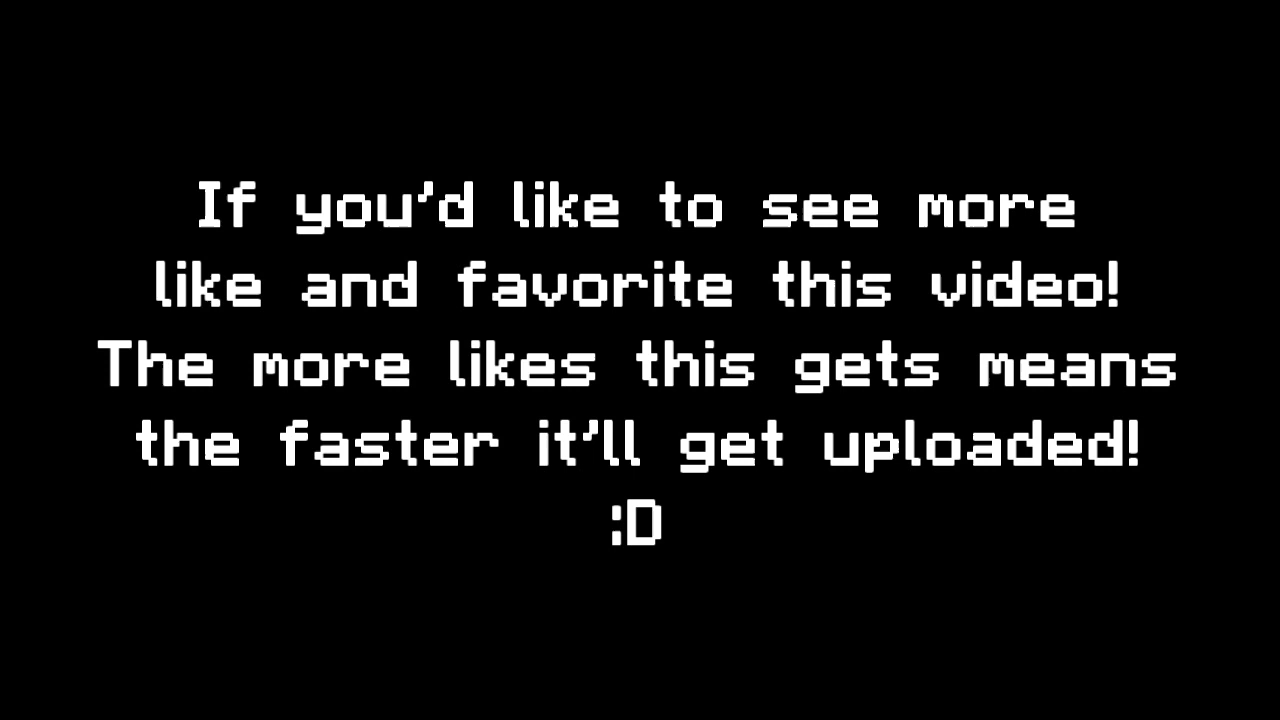 If you'd like to see more
like and favorite this video!
The more likes this gets means
the faster it'll get uploaded!
:D